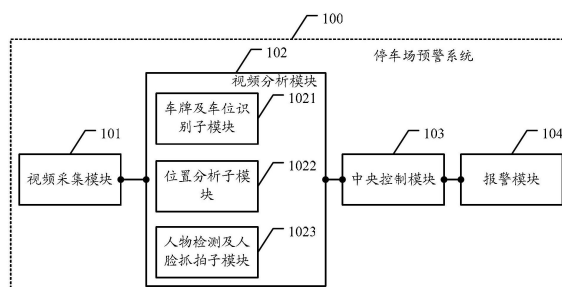 100
停车场预警系统
102
视频分析模块
1021
车牌及车位识
别子模块
101
视频采集模块
1022
位置分析子模
块
103
中央控制模块
104
报警模块
1023
人物检测及人
脸抓拍子模块